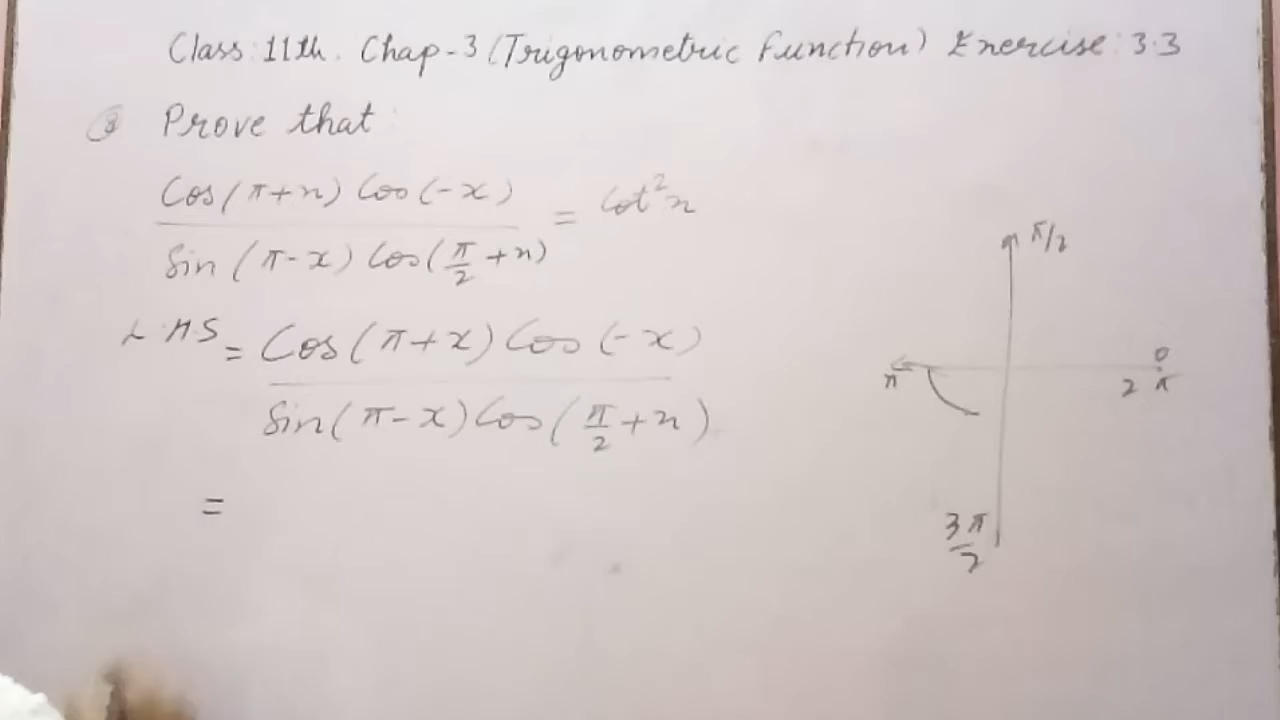 Class: 11th. Chap-3 (Trigonometric Function) Exercise: 3.3
⑧ Prove that:
Cos(π+x) Cos(-x) / Sin(π-x) Cos(π/2+x) = Cot²x
L.H.S = Cos(π+x) Cos(-x) / Sin(π-x) Cos(π/2+x)
=
π/2
π
0
2π
3π/2